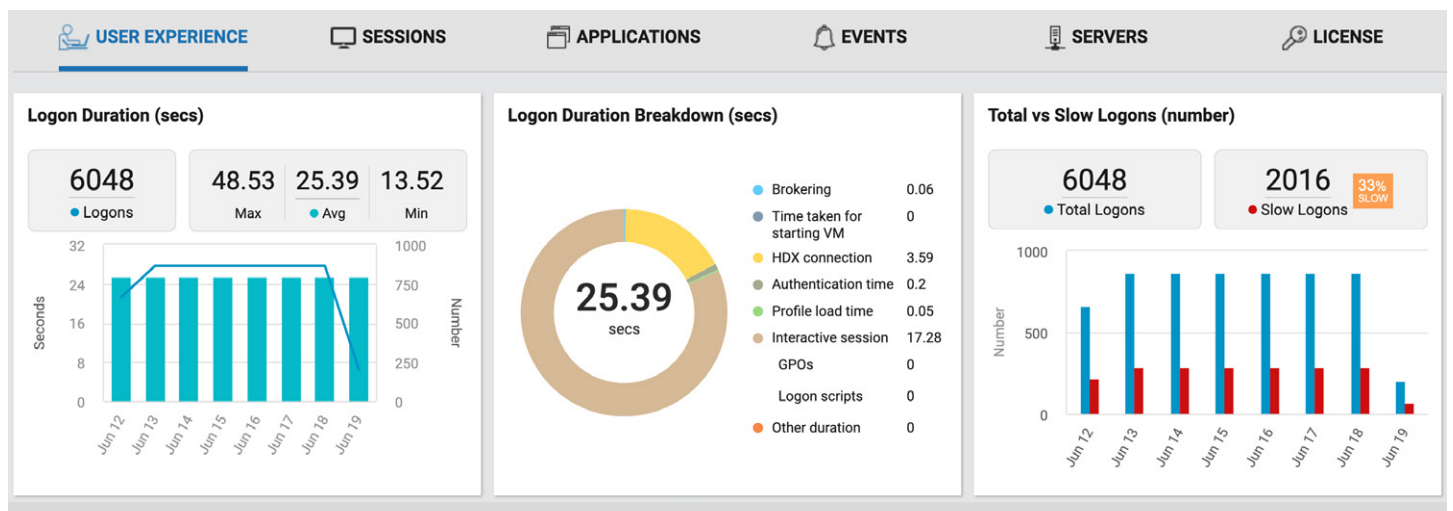 USER EXPERIENCE
SESSIONS
APPLICATIONS
EVENTS
SERVERS
LICENSE
Logon Duration (secs)
6048
Logons
48.53 25.39 13.52
Max Avg Min
32 1000
24 750
16 500
8 250
0 0
Seconds
Number
Jun 12 Jun 13 Jun 14 Jun 15 Jun 16 Jun 17 Jun 18 Jun 19
Logon Duration Breakdown (secs)
25.39
secs
Brokering 0.06
Time taken for 0
starting VM
HDX connection 3.59
Authentication time 0.2
Profile load time 0.05
Interactive session 17.28
GPOs 0
Logon scripts 0
Other duration 0
Total vs Slow Logons (number)
6048
Total Logons
2016
Slow Logons
33%
SLOW
1000
500
0
Number
Jun 12 Jun 13 Jun 14 Jun 15 Jun 16 Jun 17 Jun 18 Jun 19